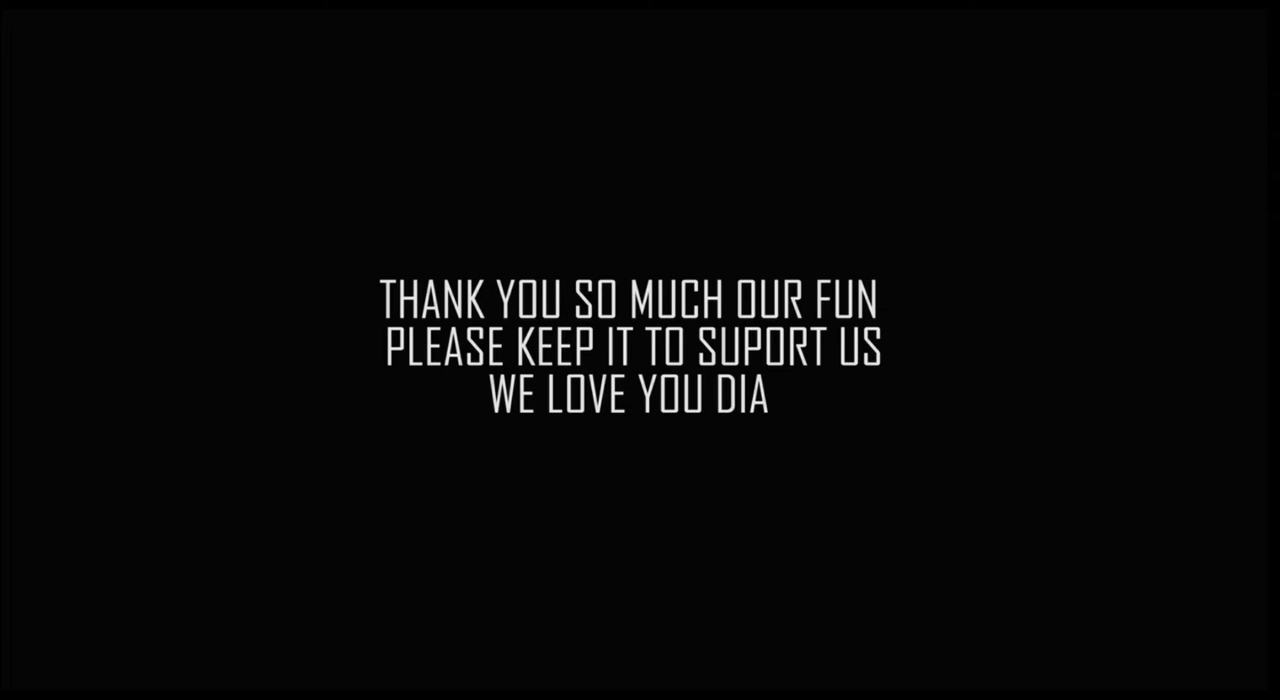 THANK YOU SO MUCH OUR FUN
PLEASE KEEP IT TO SUPORT US
WE LOVE YOU DIA